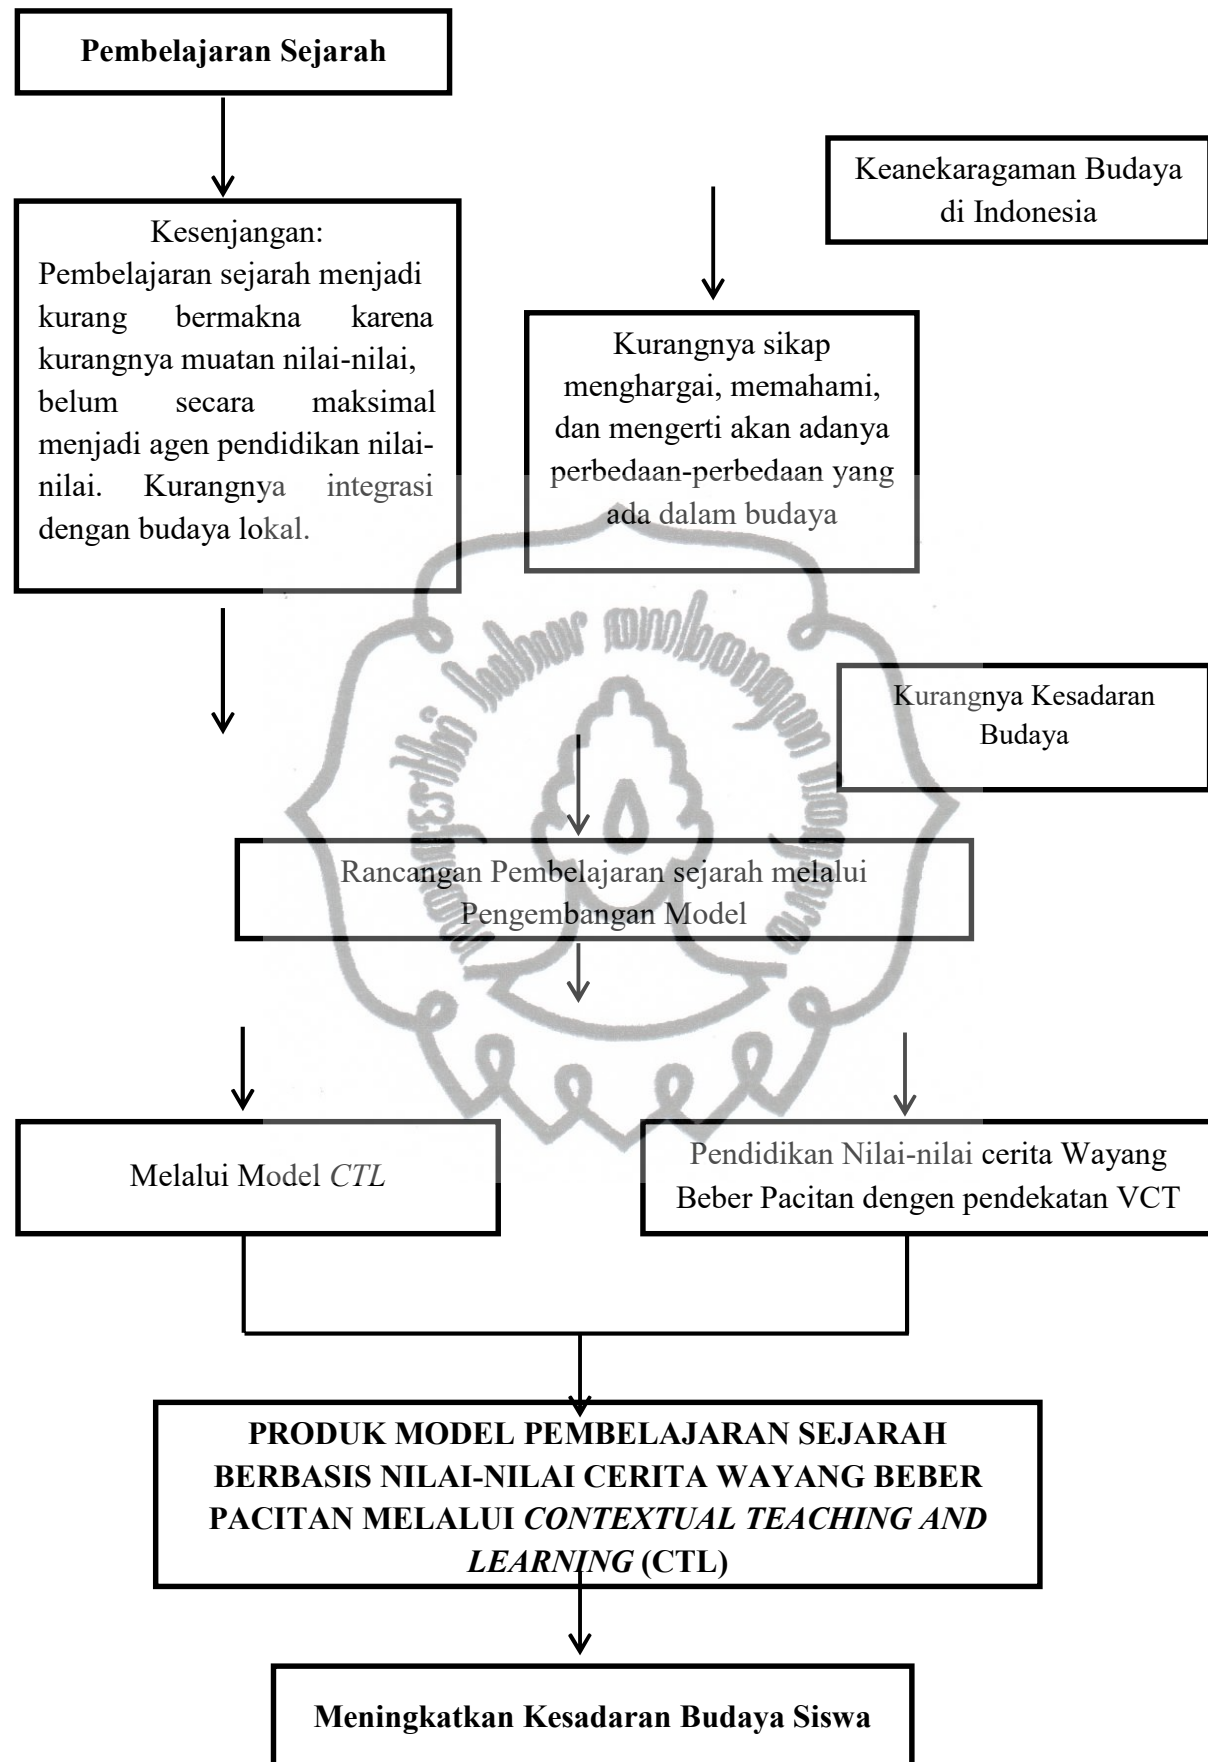 Pembelajaran Sejarah
Keanekaragaman Budaya
di Indonesia
Kesenjangan:
Pembelajaran sejarah menjadi
kurang bermakna karena
kurangnya muatan nilai-nilai,
belum secara maksimal
menjadi agen pendidikan nilai-
nilai. Kurangnya integrasi
dengan budaya lokal.
Kurangnya sikap
menghargai, memahami,
dan mengerti akan adanya
perbedaan-perbedaan yang
ada dalam budaya
Kurangnya Kesadaran
Budaya
Rancangan Pembelajaran sejarah melalui
Pengembangan Model
Melalui Model CTL
Pendidikan Nilai-nilai cerita Wayang
Beber Pacitan dengen pendekatan VCT
PRODUK MODEL PEMBELAJARAN SEJARAH
BERBASIS NILAI-NILAI CERITA WAYANG BEBER
PACITAN MELALUI CONTEXTUAL TEACHING AND
LEARNING (CTL)
Meningkatkan Kesadaran Budaya Siswa